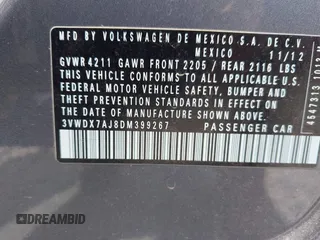 MFD BY VOLKSWAGEN DE MEXICO S.A. DE C.V.
MEXICO 11/12
GVWR 4211 GAWR FRONT 2205 / REAR 2116 LBS
THIS VEHICLE CONFORMS TO ALL APPLICABLE U.S.
FEDERAL MOTOR VEHICLE SAFETY, BUMPER AND THEFT
PREVENTION STANDARDS IN EFFECT ON THE DATE OF
MANUFACTURE SHOWN ABOVE
3VWDX7AJ8DM399267 PASSENGER CAR
4547313 1012
DREAMBID